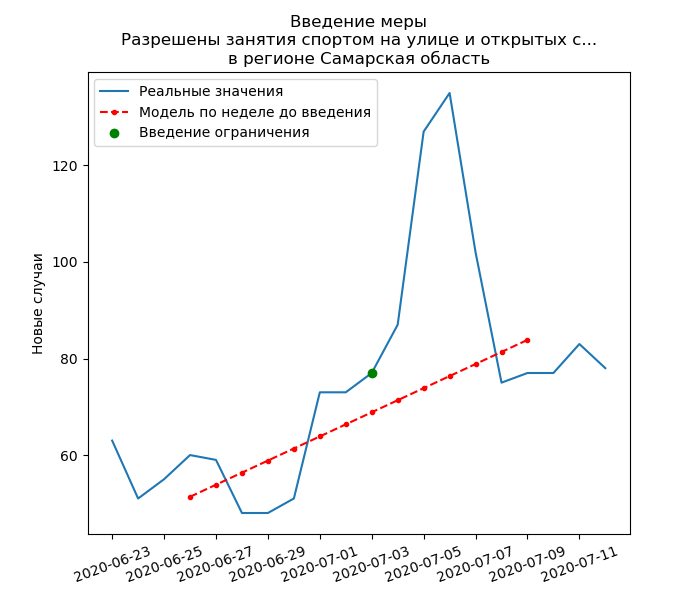 Введение меры
Разрешены занятия спортом на улице и открытых с...
в регионе Самарская область
Реальные значения
Модель по неделе до введения
Введение ограничения
Новые случаи
120
100
80
60
2020-06-23
2020-06-25
2020-06-27
2020-06-29
2020-07-01
2020-07-03
2020-07-05
2020-07-07
2020-07-09
2020-07-11